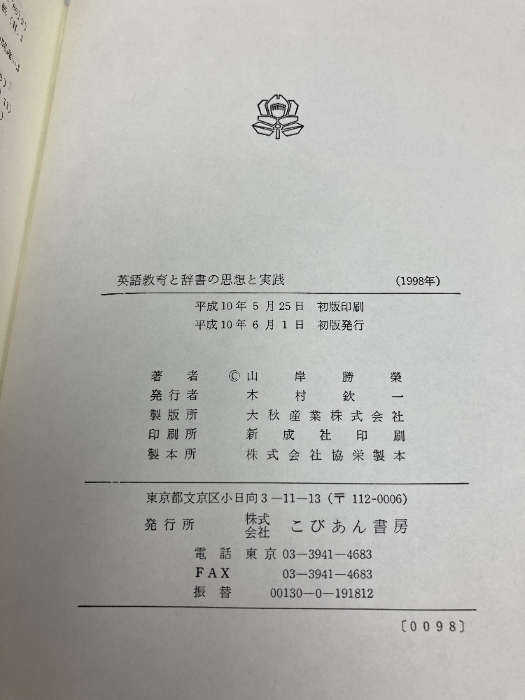 英語教育と辞書の思想と実践 (1998年)
平成10年5月25日 初版印刷
平成10年6月1日 初版発行
著者 ©山岸勝榮
発行者 木村欽一
製版所 大秋産業株式会社
印刷所 新成社印刷
製本所 株式会社協栄製本
東京都文京区小日向3―11―13(〒112-0006)
発行所 株式会社 こびあん書房
電話 東京03―3941―4683
FAX 03―3941―4683
振替 00130―0―191812
〔0098〕